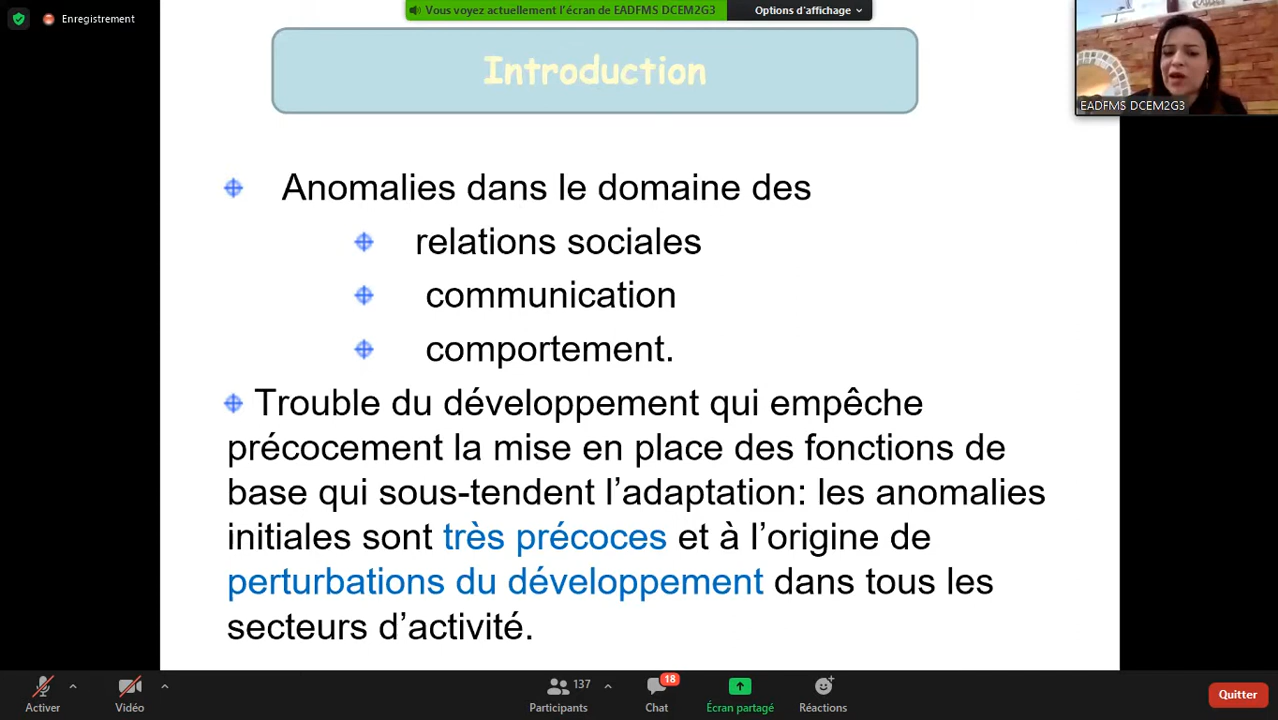 Enregistrement
Vous voyez actuellement l'écran de EADFMS DCEM2G3
Options d'affichage
EADFMS DCEM2G3
Introduction
Anomalies dans le domaine des
relations sociales
communication
comportement.
Trouble du développement qui empêche
précocement la mise en place des fonctions de
base qui sous-tendent l’adaptation: les anomalies
initiales sont très précoces et à l’origine de
perturbations du développement dans tous les
secteurs d’activité.
Activer
Vidéo
137
Participants
18
Chat
Écran partagé
Réactions
Quitter